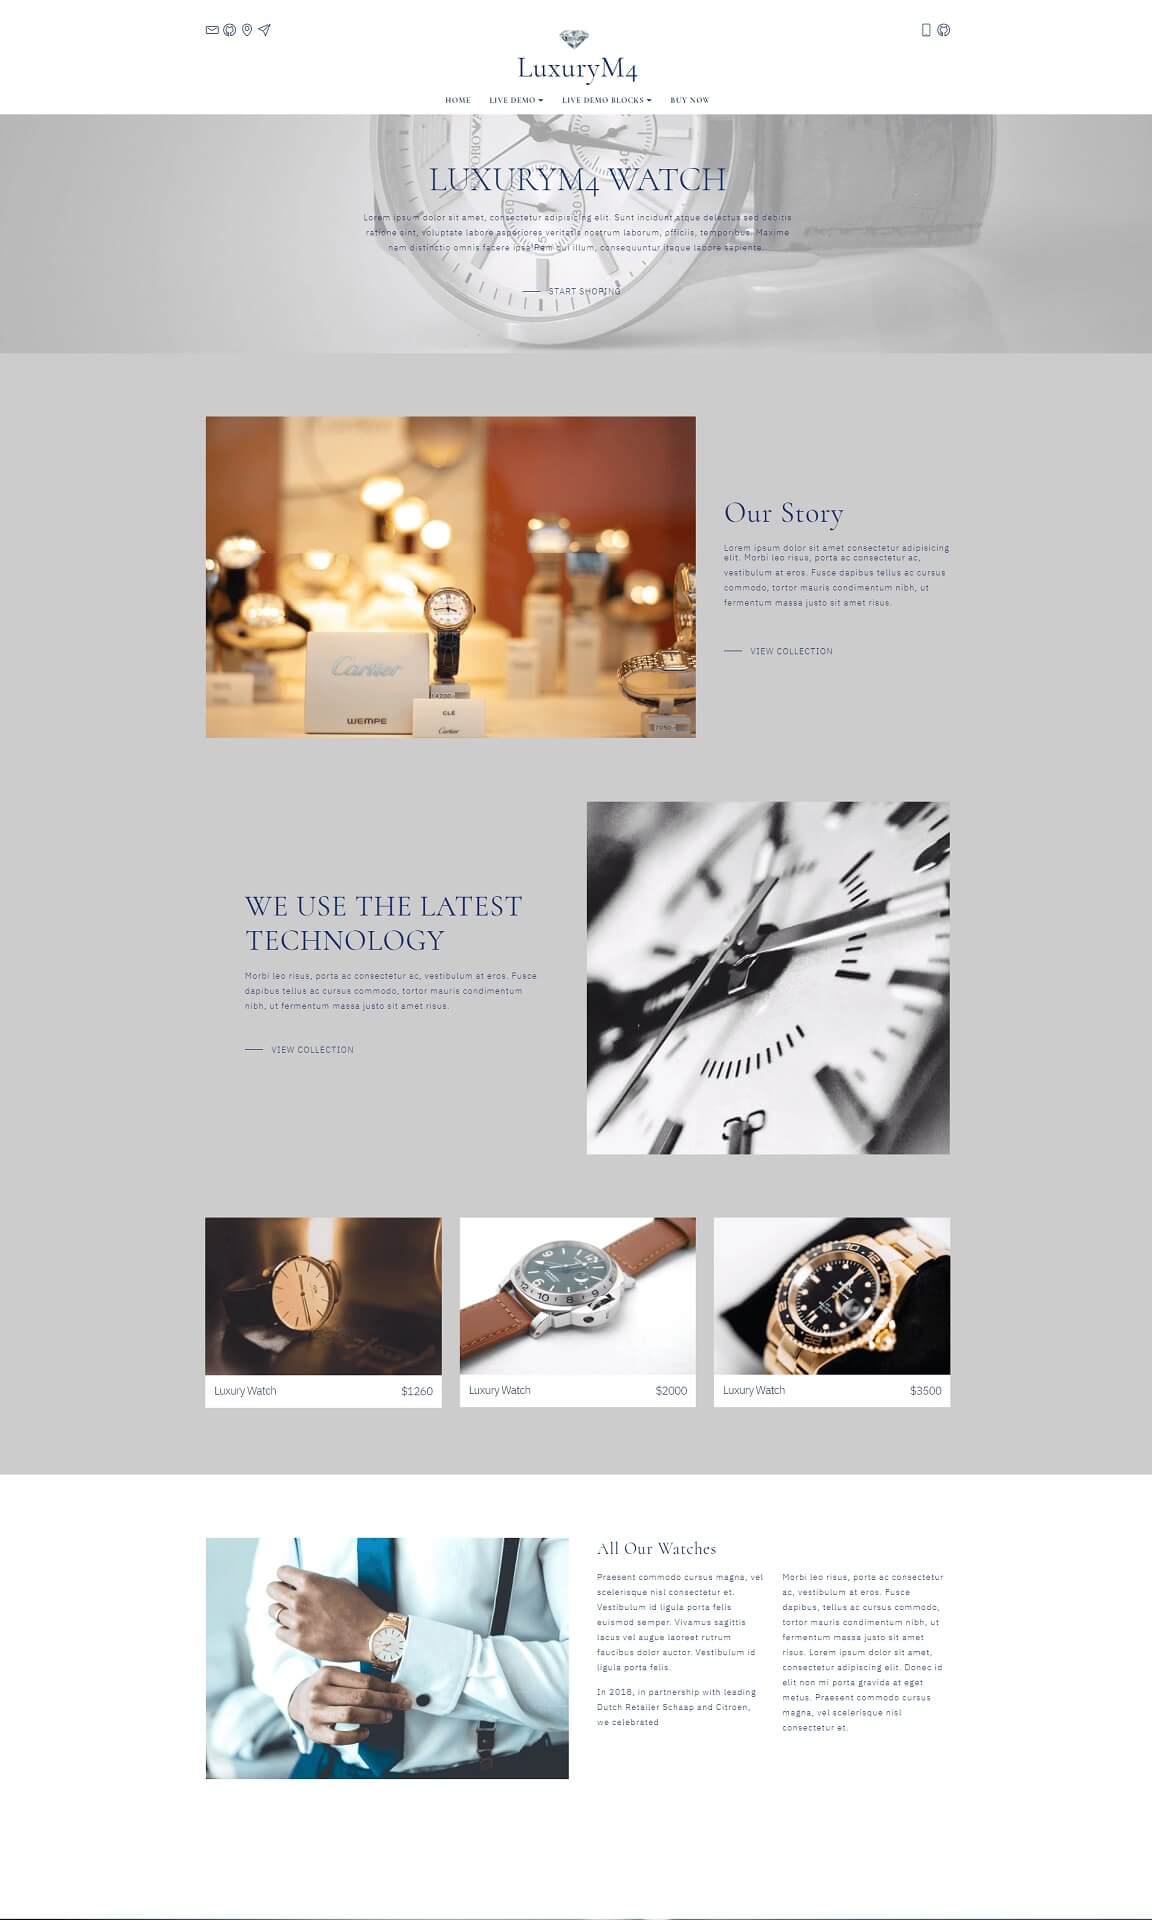 LuxuryM4
HOME LIVE DEMO LIVE DEMO BLOCKS BUY NOW
EMPORIO
LUXURYM4 WATCH
60
Lorem ipsum dolor sit amet, consectetur adipisicing elit. Sunt incidunt atque delectus sed debitis
ratione sint, voluptate labore asperiores veritatis nostrum laborum, officiis, temporibus. Maxime
nam distinctio omnis facere ipsa Rem qui illum, consequuntur itaque labore sapiente.
START SHOPING
Our Story
Lorem ipsum dolor sit amet consectetur adipisicing
elit. Morbi leo risus, porta ac consectetur ac,
vestibulum at eros. Fusce dapibus tellus ac cursus
commodo, tortor mauris condimentum nibh, ut
fermentum massa justo sit amet risus.
VIEW COLLECTION
Cartier
WEMPE
14200
CLÉ
Cartier
WE USE THE LATEST
TECHNOLOGY
Morbi leo risus, porta ac consectetur ac, vestibulum at eros. Fusce
dapibus tellus ac cursus commodo, tortor mauris condimentum
nibh, ut fermentum massa justo sit amet risus.
VIEW COLLECTION
Luxury Watch $1260
Luxury Watch $2000
Luxury Watch $3500
All Our Watches
Praesent commodo cursus magna, vel
scelerisque nisl consectetur et.
Vestibulum id ligula porta felis
euismod semper. Vivamus sagittis
lacus vel augue laoreet rutrum
faucibus dolor auctor. Vestibulum id
ligula porta felis.
In 2018, in partnership with leading
Dutch Retailer Schaap and Citroen,
we celebrated
Morbi leo risus, porta ac consectetur
ac, vestibulum at eros. Fusce
dapibus, tellus ac cursus commodo,
tortor mauris condimentum nibh, ut
fermentum massa justo sit amet
risus. Lorem ipsum dolor sit amet,
consectetur adipiscing elit. Donec id
elit non mi porta gravida at eget
metus. Praesent commodo cursus
magna, vel scelerisque nisl
consectetur et.